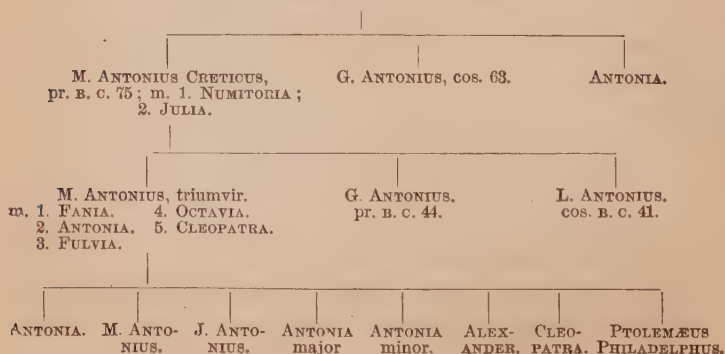 M. ANTONIUS CRETICUS, G. ANTONIUS, cos. 63. ANTONIA.
pr. B. C. 75; m. 1. NUMITORIA;
2. JULIA.
M. ANTONIUS, triumvir. G. ANTONIUS. L. ANTONIUS.
m. 1. FANIA. 4. OCTAVIA. pr. B. C. 44. cos. B. C. 41.
2. ANTONIA. 5. CLEOPATRA.
3. FULVIA.
ANTONIA. M. ANTO- J. ANTO- ANTONIA ANTONIA ALEX- CLEO- PTOLEMÆUS
NIUS. NIUS. major minor. ANDER. PATRA. PHILADELPHUS.